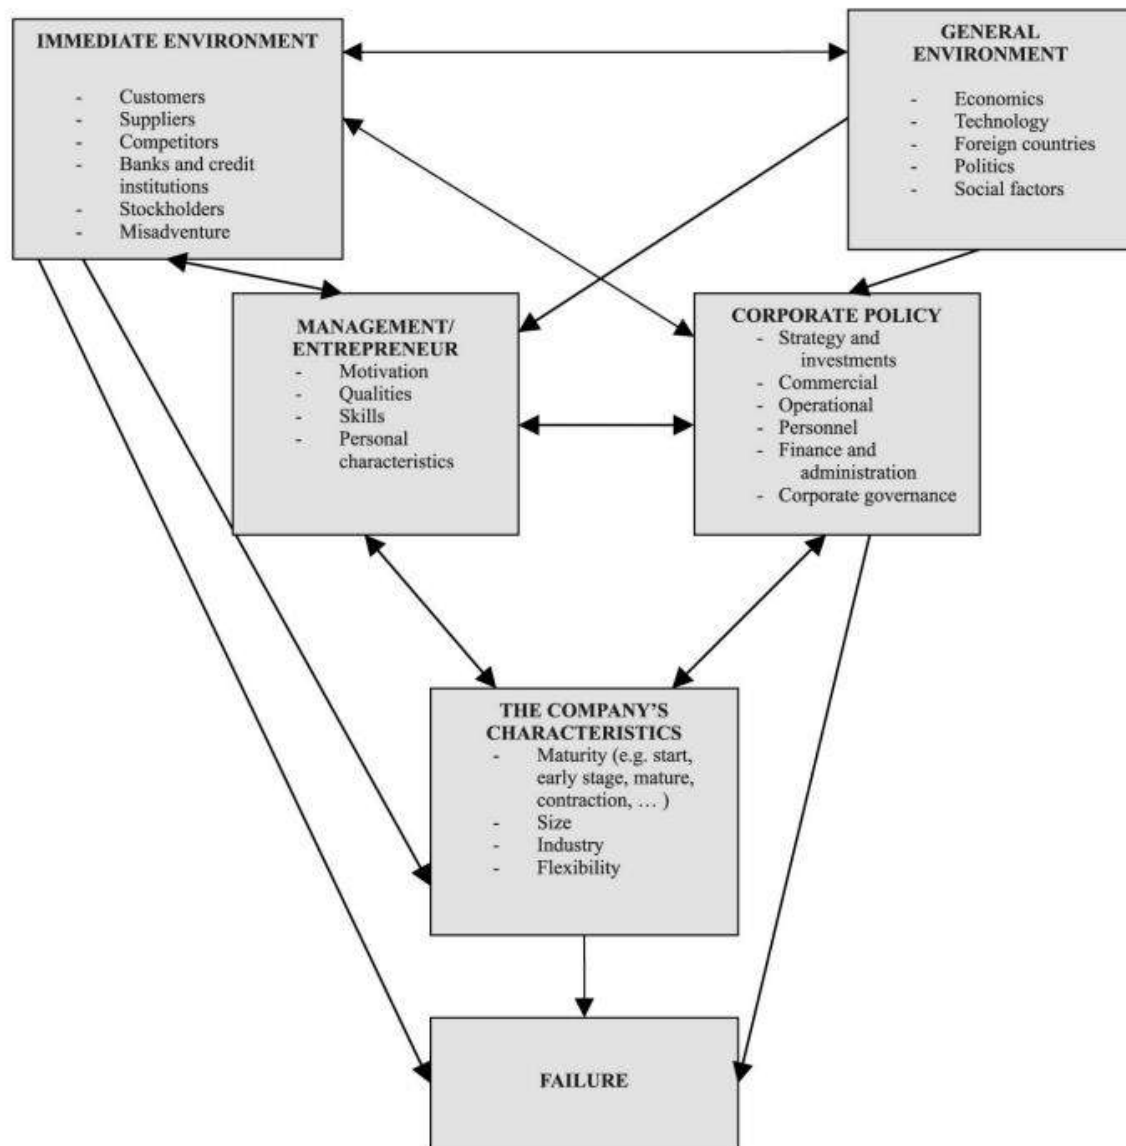 IMMEDIATE ENVIRONMENT
- Customers
- Suppliers
- Competitors
- Banks and credit
institutions
- Stockholders
- Misadventure
GENERAL
ENVIRONMENT
- Economics
- Technology
- Foreign countries
- Politics
- Social factors
MANAGEMENT/
ENTREPRENEUR
- Motivation
- Qualities
- Skills
- Personal
characteristics
CORPORATE POLICY
- Strategy and
investments
- Commercial
- Operational
- Personnel
- Finance and
administration
- Corporate governance
THE COMPANY'S
CHARACTERISTICS
- Maturity (e.g. start,
early stage, mature,
contraction, … )
- Size
- Industry
- Flexibility
FAILURE